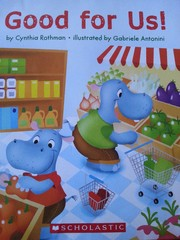 Good for Us!
by Cynthia Rothman • illustrated by Gabriele Antonini
SCHOLASTIC